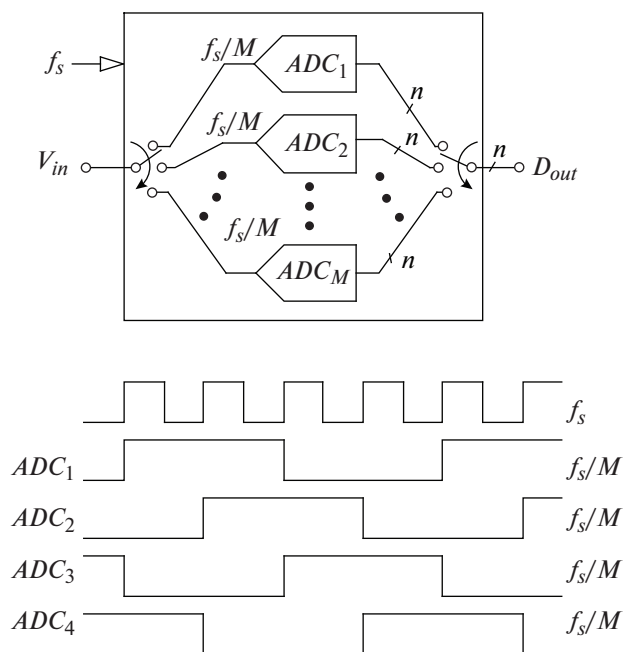 f_s
f_s/M
ADC_1
n
f_s/M
ADC_2
n
V_in
n
D_out
f_s/M
ADC_M
n
f_s
ADC_1 f_s/M
ADC_2 f_s/M
ADC_3 f_s/M
ADC_4 f_s/M